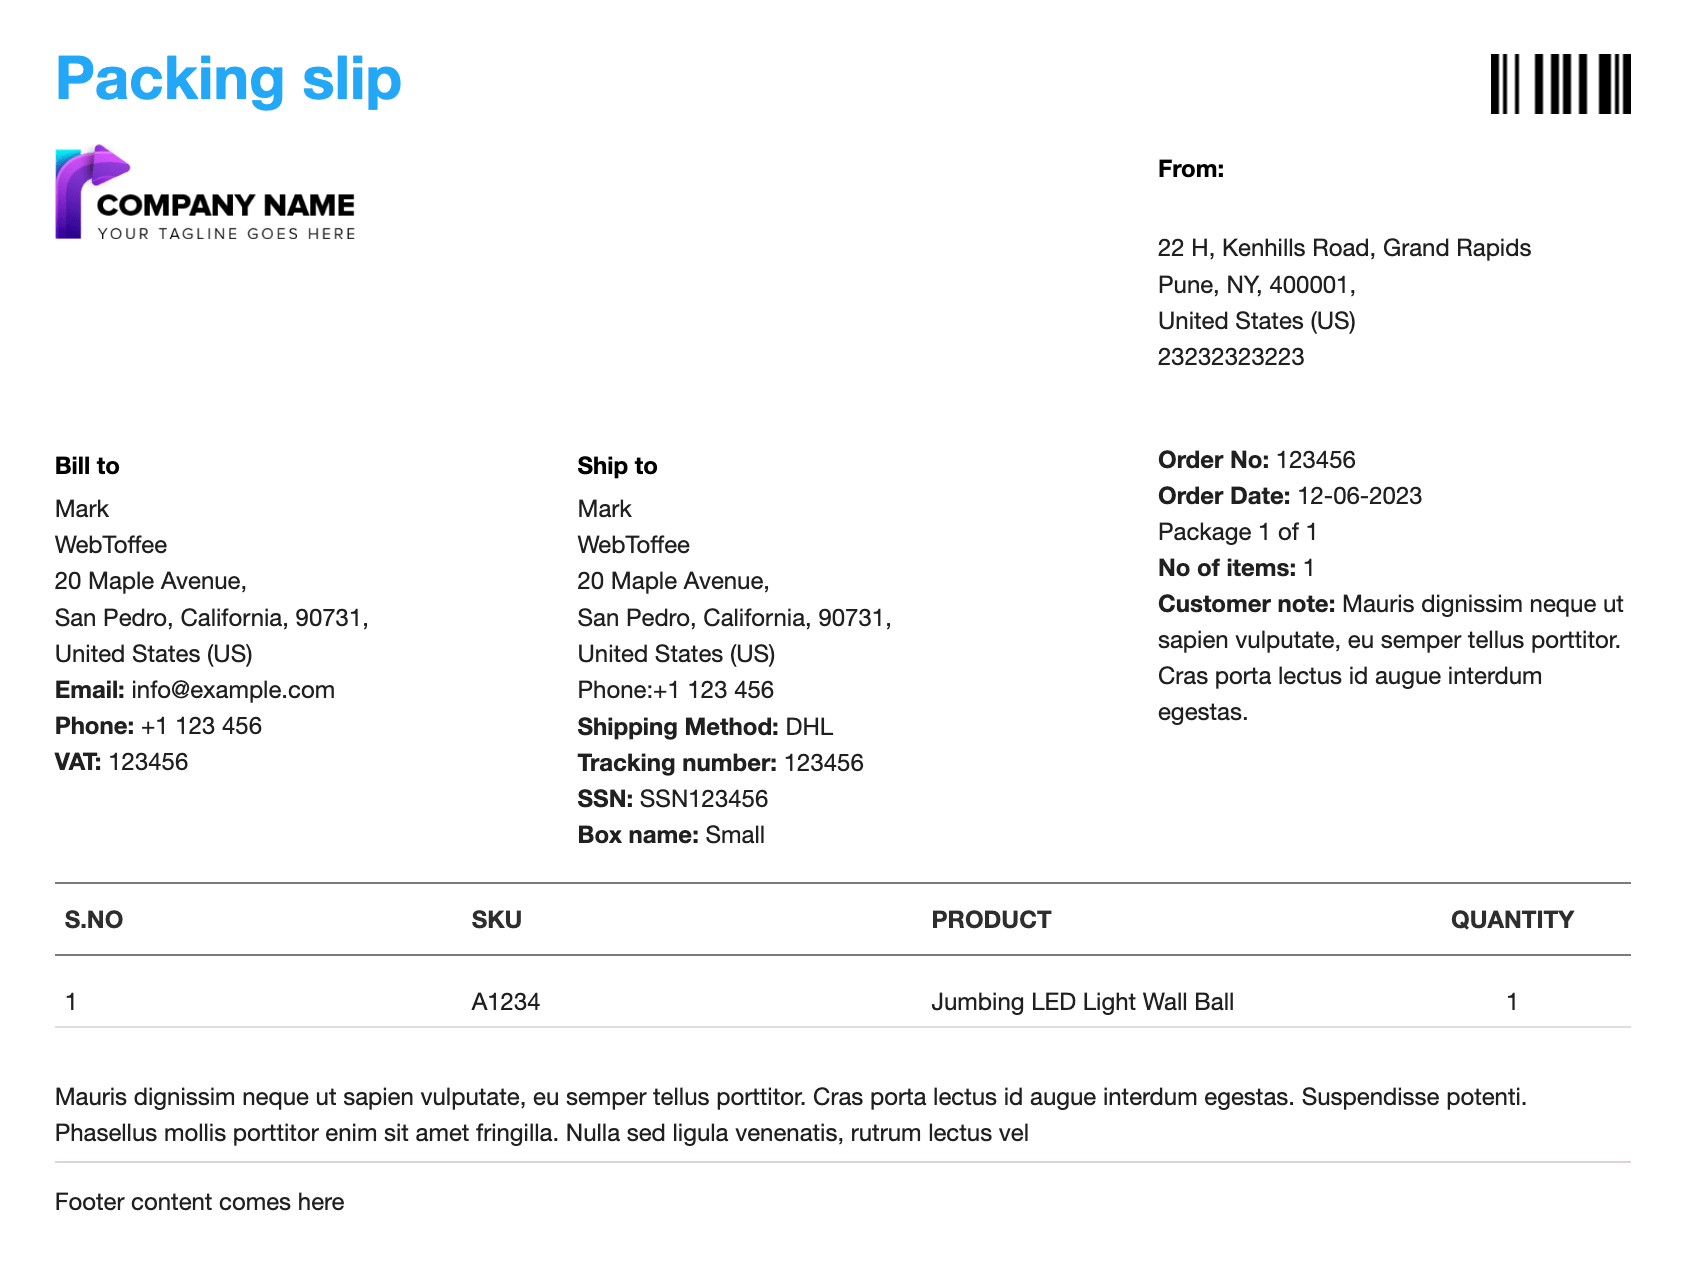 Packing slip
COMPANY NAME
YOUR TAGLINE GOES HERE
From:
22 H, Kenhills Road, Grand Rapids
Pune, NY, 400001,
United States (US)
23232323223
Bill to
Mark
WebToffee
20 Maple Avenue,
San Pedro, California, 90731,
United States (US)
Email: info@example.com
Phone: +1 123 456
VAT: 123456
Ship to
Mark
WebToffee
20 Maple Avenue,
San Pedro, California, 90731,
United States (US)
Phone:+1 123 456
Shipping Method: DHL
Tracking number: 123456
SSN: SSN123456
Box name: Small
Order No: 123456
Order Date: 12-06-2023
Package 1 of 1
No of items: 1
Customer note: Mauris dignissim neque ut
sapien vulputate, eu semper tellus porttitor.
Cras porta lectus id augue interdum
egestas.
S.NO SKU PRODUCT QUANTITY
1 A1234 Jumbing LED Light Wall Ball 1
Mauris dignissim neque ut sapien vulputate, eu semper tellus porttitor. Cras porta lectus id augue interdum egestas. Suspendisse potenti.
Phasellus mollis porttitor enim sit amet fringilla. Nulla sed ligula venenatis, rutrum lectus vel
Footer content comes here